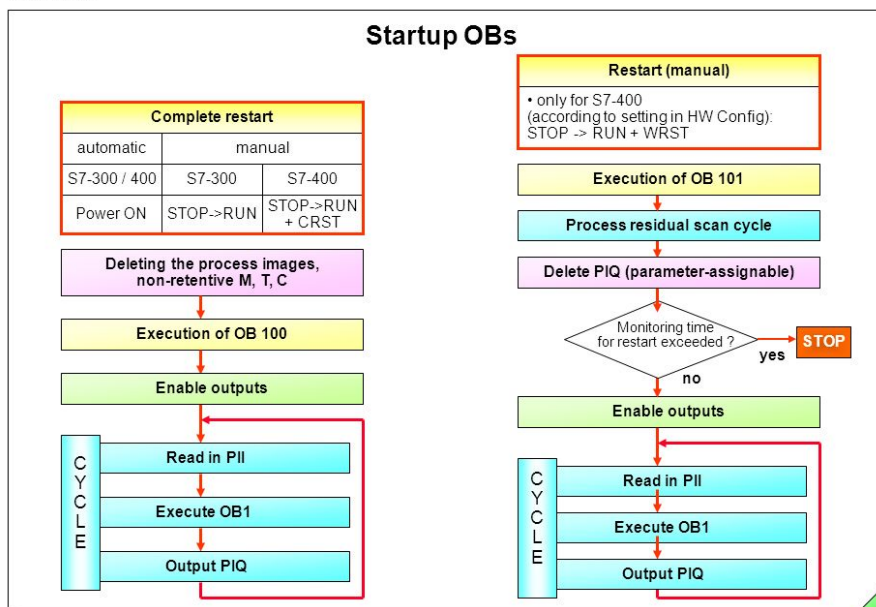 Startup OBs
Complete restart
automatic manual
S7-300 / 400 S7-300 S7-400
Power ON STOP->RUN STOP->RUN
+ CRST
Deleting the process images,
non-retentive M, T, C
Execution of OB 100
Enable outputs
CYCLE
Read in PII
Execute OB1
Output PIQ
Restart (manual)
• only for S7-400
(according to setting in HW Config):
STOP -> RUN + WRST
Execution of OB 101
Process residual scan cycle
Delete PIQ (parameter-assignable)
Monitoring time
for restart exceeded ?
yes
STOP
no
Enable outputs
CYCLE
Read in PII
Execute OB1
Output PIQ